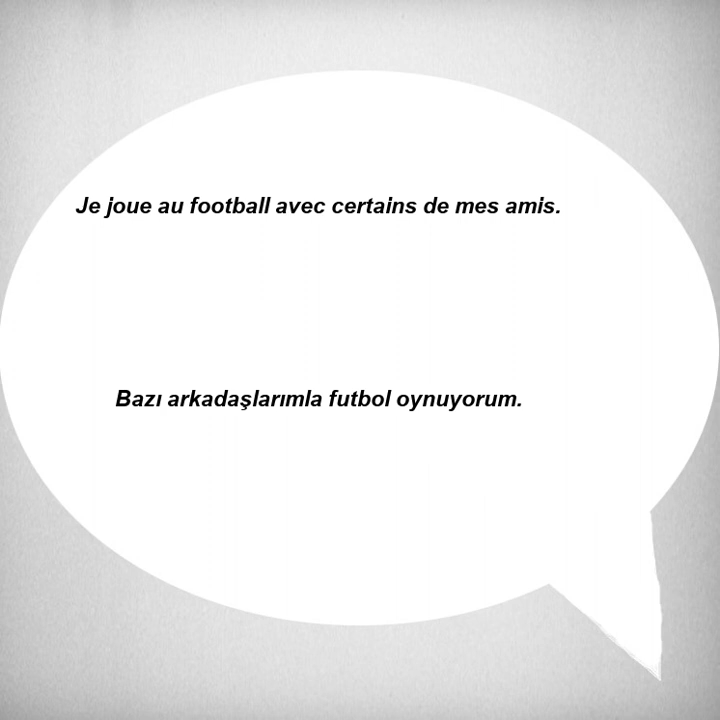 Je joue au football avec certains de mes amis.
Bazı arkadaşlarımla futbol oynuyorum.